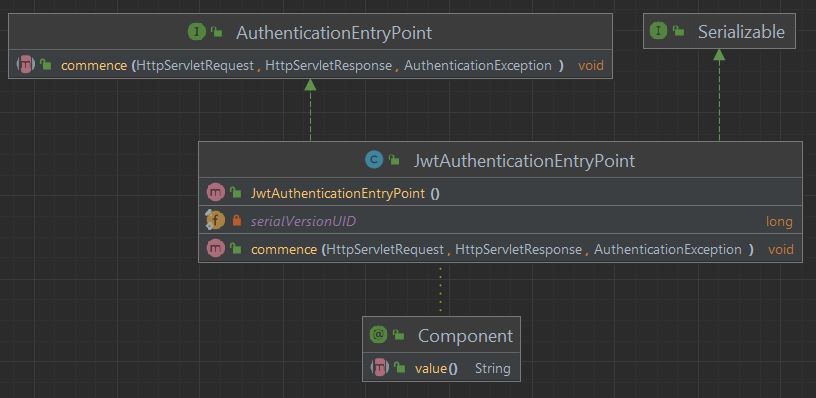 AuthenticationEntryPoint
commence (HttpServletRequest, HttpServletResponse, AuthenticationException ) void
Serializable
JwtAuthenticationEntryPoint
JwtAuthenticationEntryPoint ()
serialVersionUID long
commence (HttpServletRequest, HttpServletResponse, AuthenticationException ) void
Component
value() String